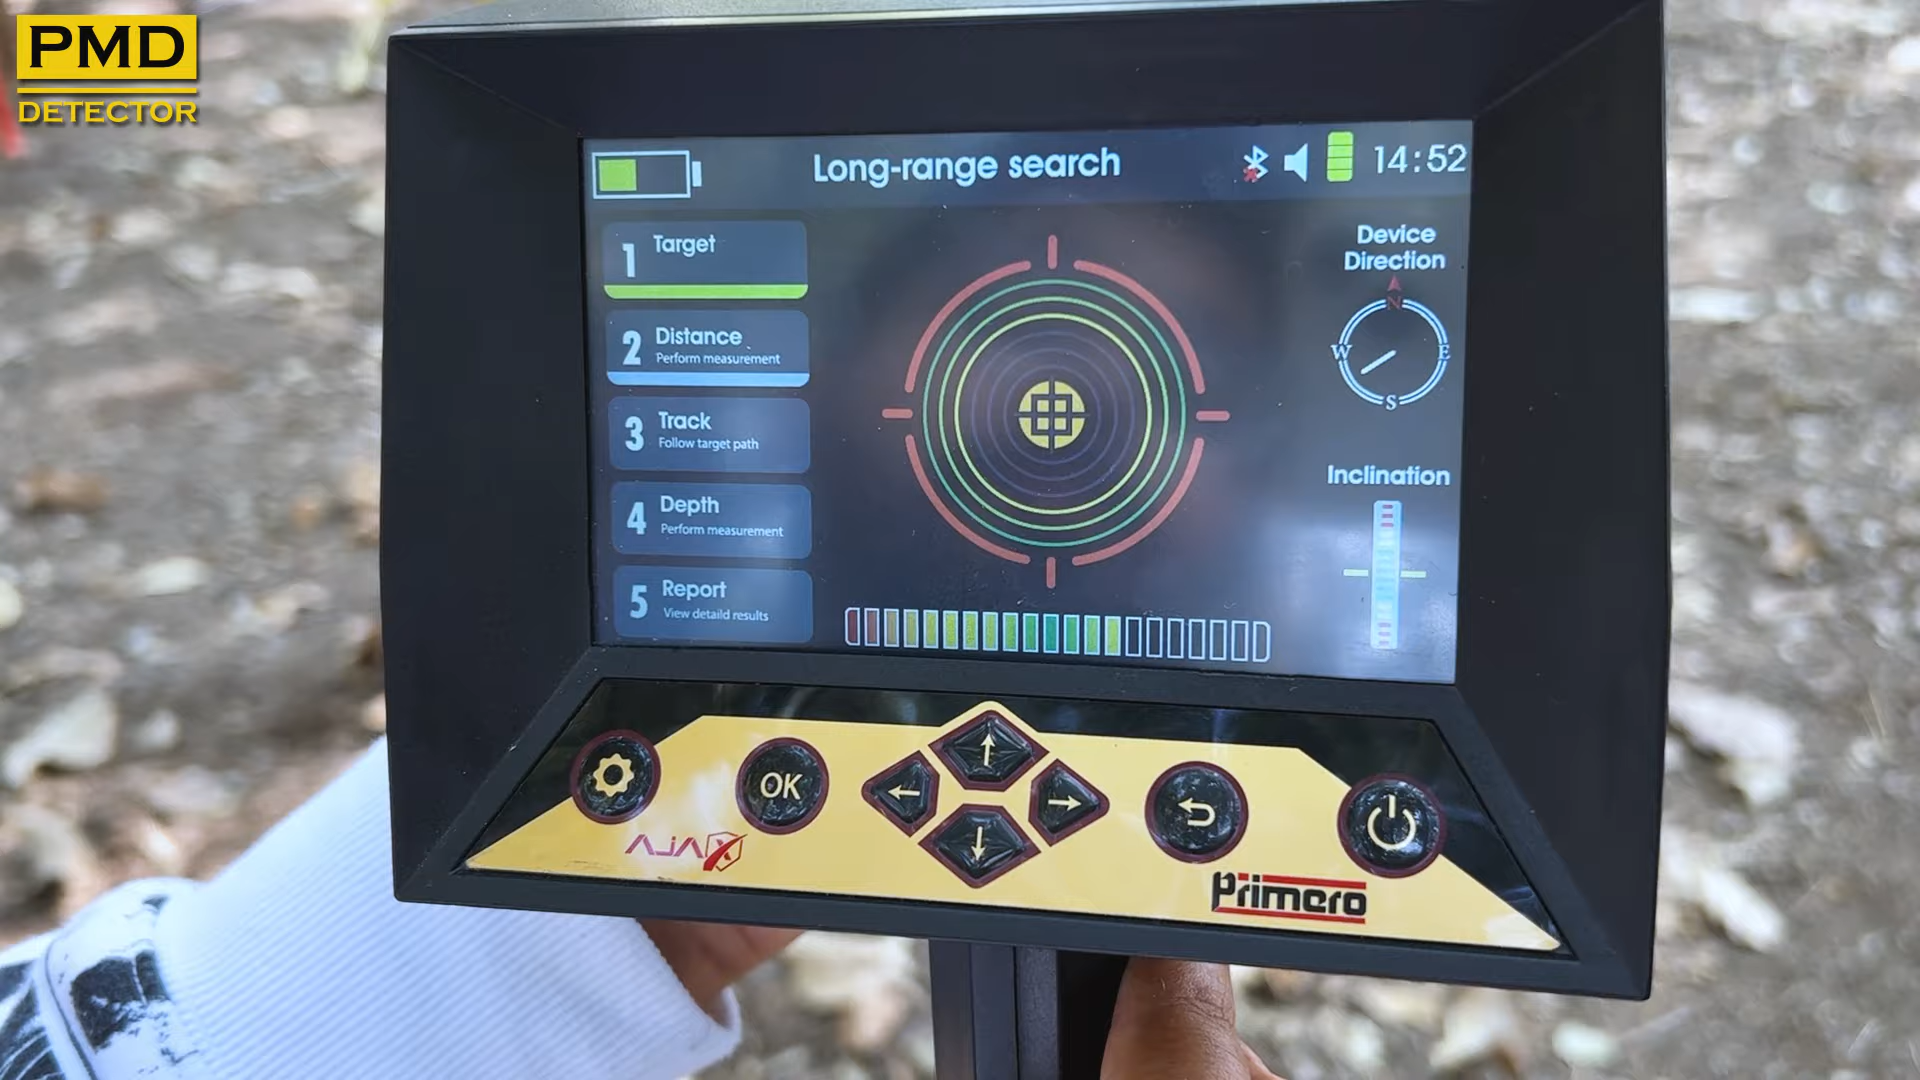 PMD
DETECTOR
Long-range search
14:52
1 Target
2 Distance
Perform measurement
3 Track
Follow target path
4 Depth
Perform measurement
5 Report
View detaild results
Device
Direction
N
W E
S
Inclination
OK
AJAX
Primero